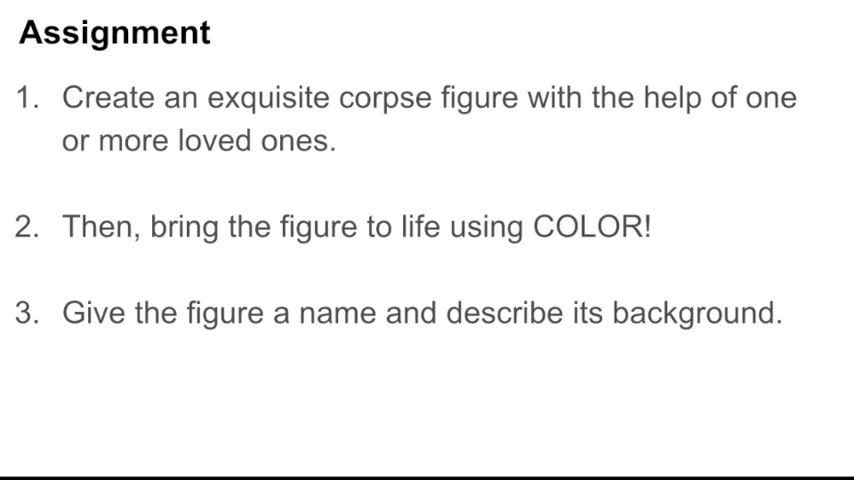 Assignment
1. Create an exquisite corpse figure with the help of one
or more loved ones.
2. Then, bring the figure to life using COLOR!
3. Give the figure a name and describe its background.